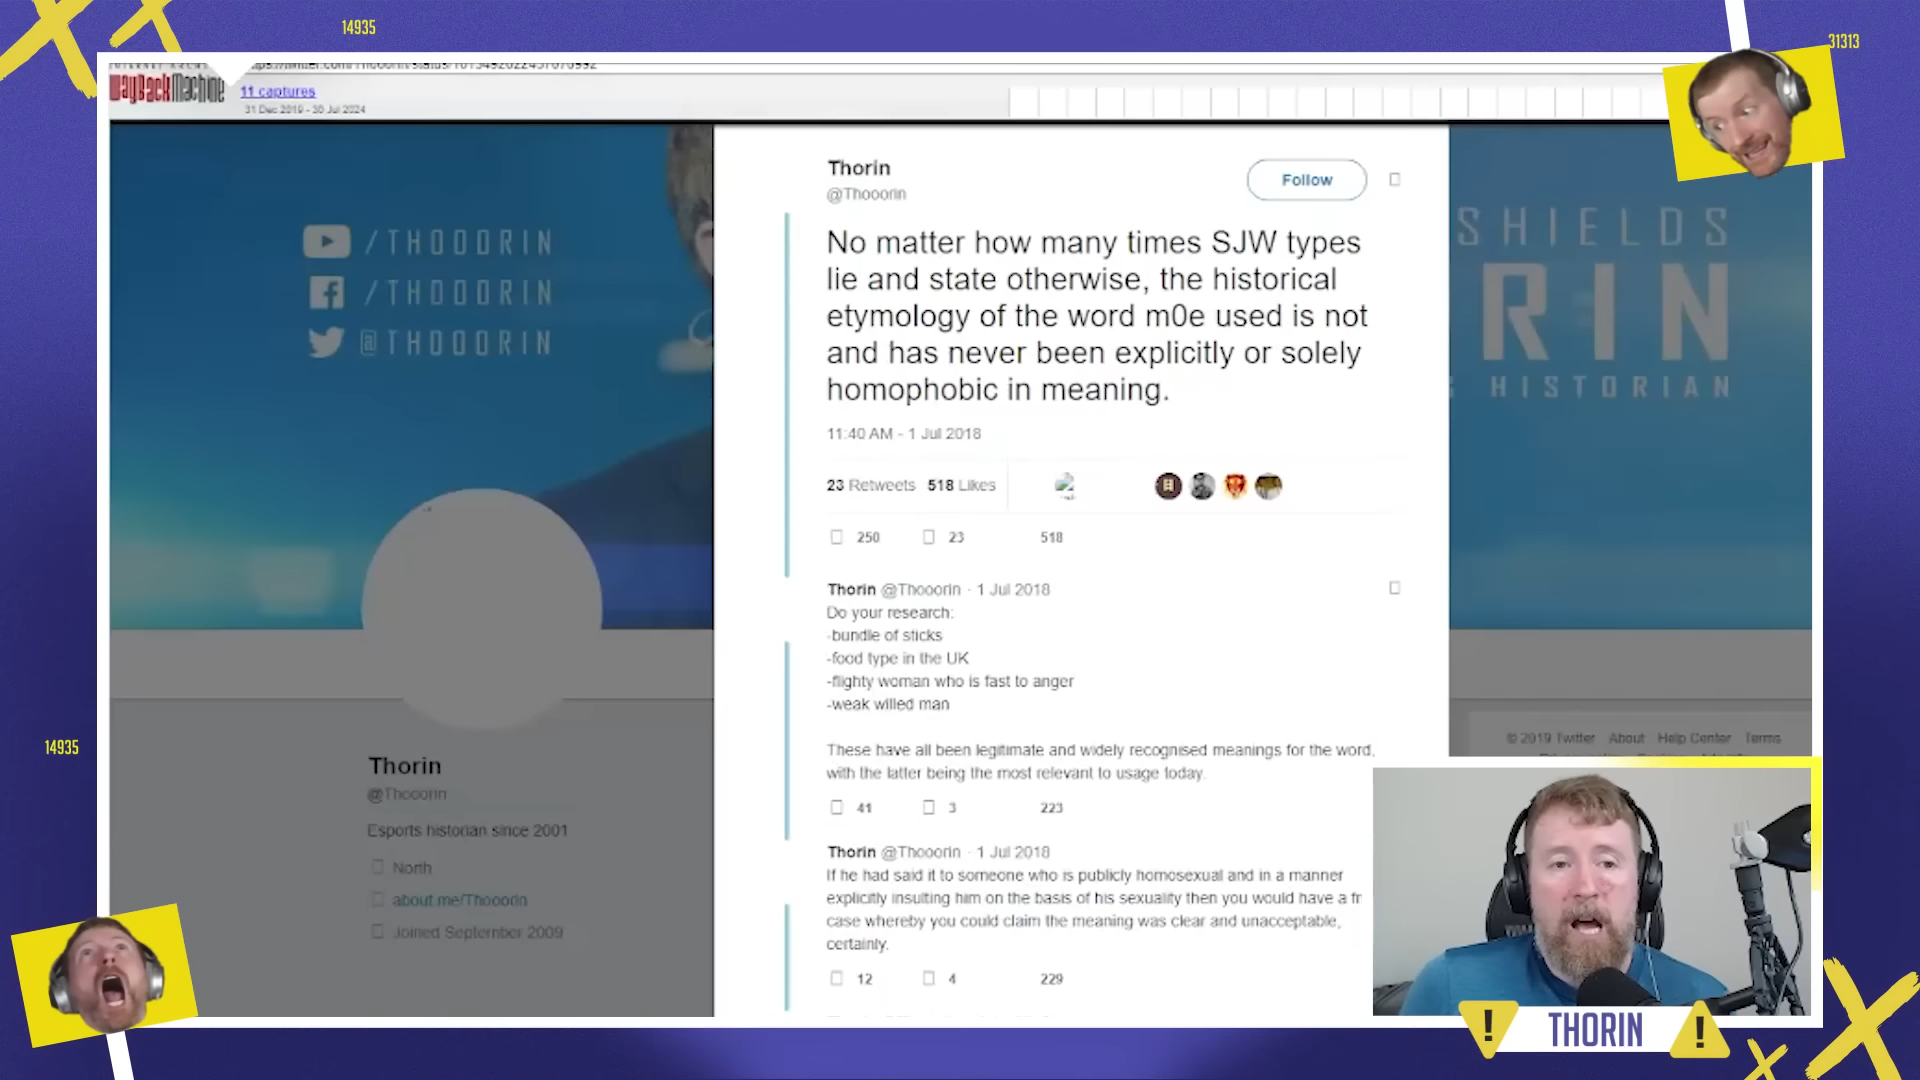 14935
31313
https://twitter.com/Thooorin/status/
WayBackMachine
11 captures
31 Dec 2019 - 30 Jul 2024
/THOOORIN
/THOOORIN
@THOOORIN
SHIELDS
RIN
HISTORIAN
Thorin
@Thooorin
Follow
No matter how many times SJW types
lie and state otherwise, the historical
etymology of the word m0e used is not
and has never been explicitly or solely
homophobic in meaning.
11:40 AM - 1 Jul 2018
23 Retweets 518 Likes
250 23 518
Thorin @Thooorin · 1 Jul 2018
Do your research:
-bundle of sticks
-food type in the UK
-flighty woman who is fast to anger
-weak willed man
These have all been legitimate and widely recognised meanings for the word,
with the latter being the most relevant to usage today.
41 3 223
Thorin @Thooorin · 1 Jul 2018
If he had said it to someone who is publicly homosexual and in a manner
explicitly insulting him on the basis of his sexuality then you would have a fr
case whereby you could claim the meaning was clear and unacceptable,
certainly.
12 4 229
14935
Thorin
@Thooorin
Esports historian since 2001
North
about.me/Thooorin
Joined September 2009
© 2019 Twitter About Help Center Terms
! THORIN !